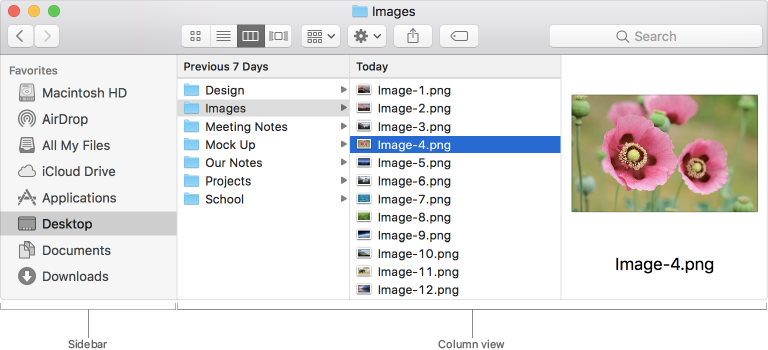 Images
Search
Favorites
Macintosh HD
AirDrop
All My Files
iCloud Drive
Applications
Desktop
Documents
Downloads
Previous 7 Days
Design
Images
Meeting Notes
Mock Up
Our Notes
Projects
School
Today
Image-1.png
Image-2.png
Image-3.png
Image-4.png
Image-5.png
Image-6.png
Image-7.png
Image-8.png
Image-9.png
Image-10.png
Image-11.png
Image-12.png
Image-4.png
Sidebar
Column view